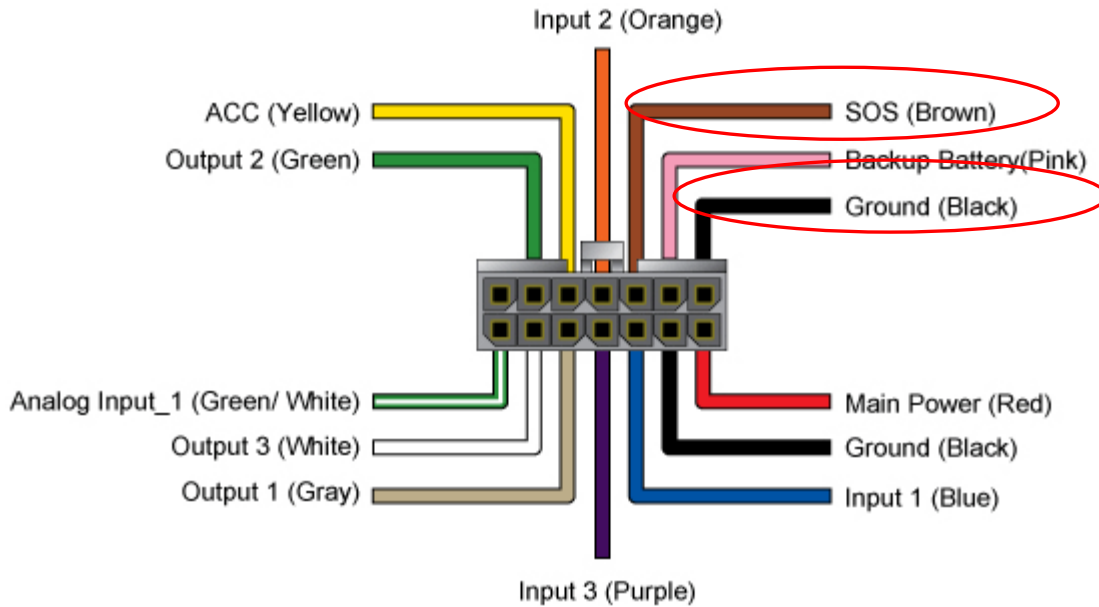 Input 2 (Orange)
ACC (Yellow)
SOS (Brown)
Output 2 (Green)
Backup Battery(Pink)
Ground (Black)
Analog Input_1 (Green/ White)
Main Power (Red)
Output 3 (White)
Ground (Black)
Output 1 (Gray)
Input 1 (Blue)
Input 3 (Purple)